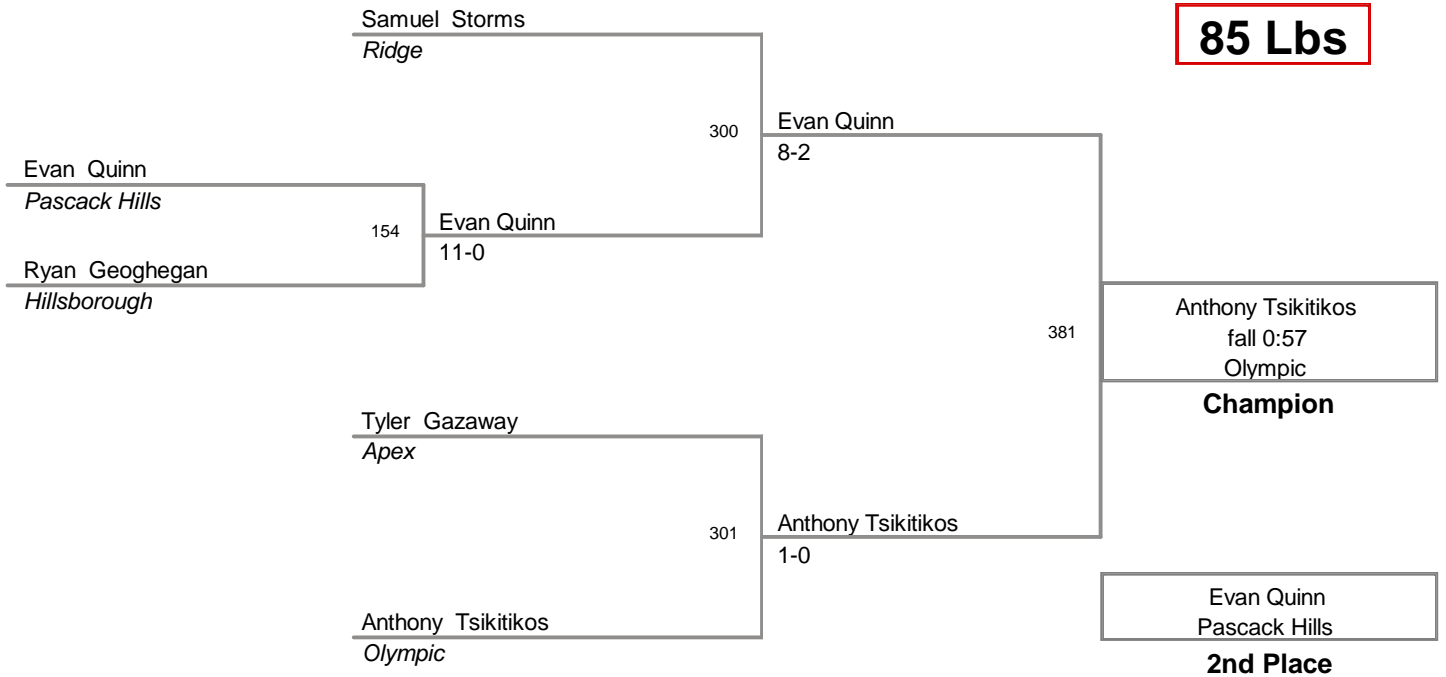 85 Lbs
Samuel Storms
Ridge
300
Evan Quinn
8-2
Evan Quinn
Pascack Hills
154
Evan Quinn
11-0
Ryan Geoghegan
Hillsborough
381
Anthony Tsikitikos
fall 0:57
Olympic
Champion
Tyler Gazaway
Apex
301
Anthony Tsikitikos
1-0
Anthony Tsikitikos
Olympic
Evan Quinn
Pascack Hills
2nd Place